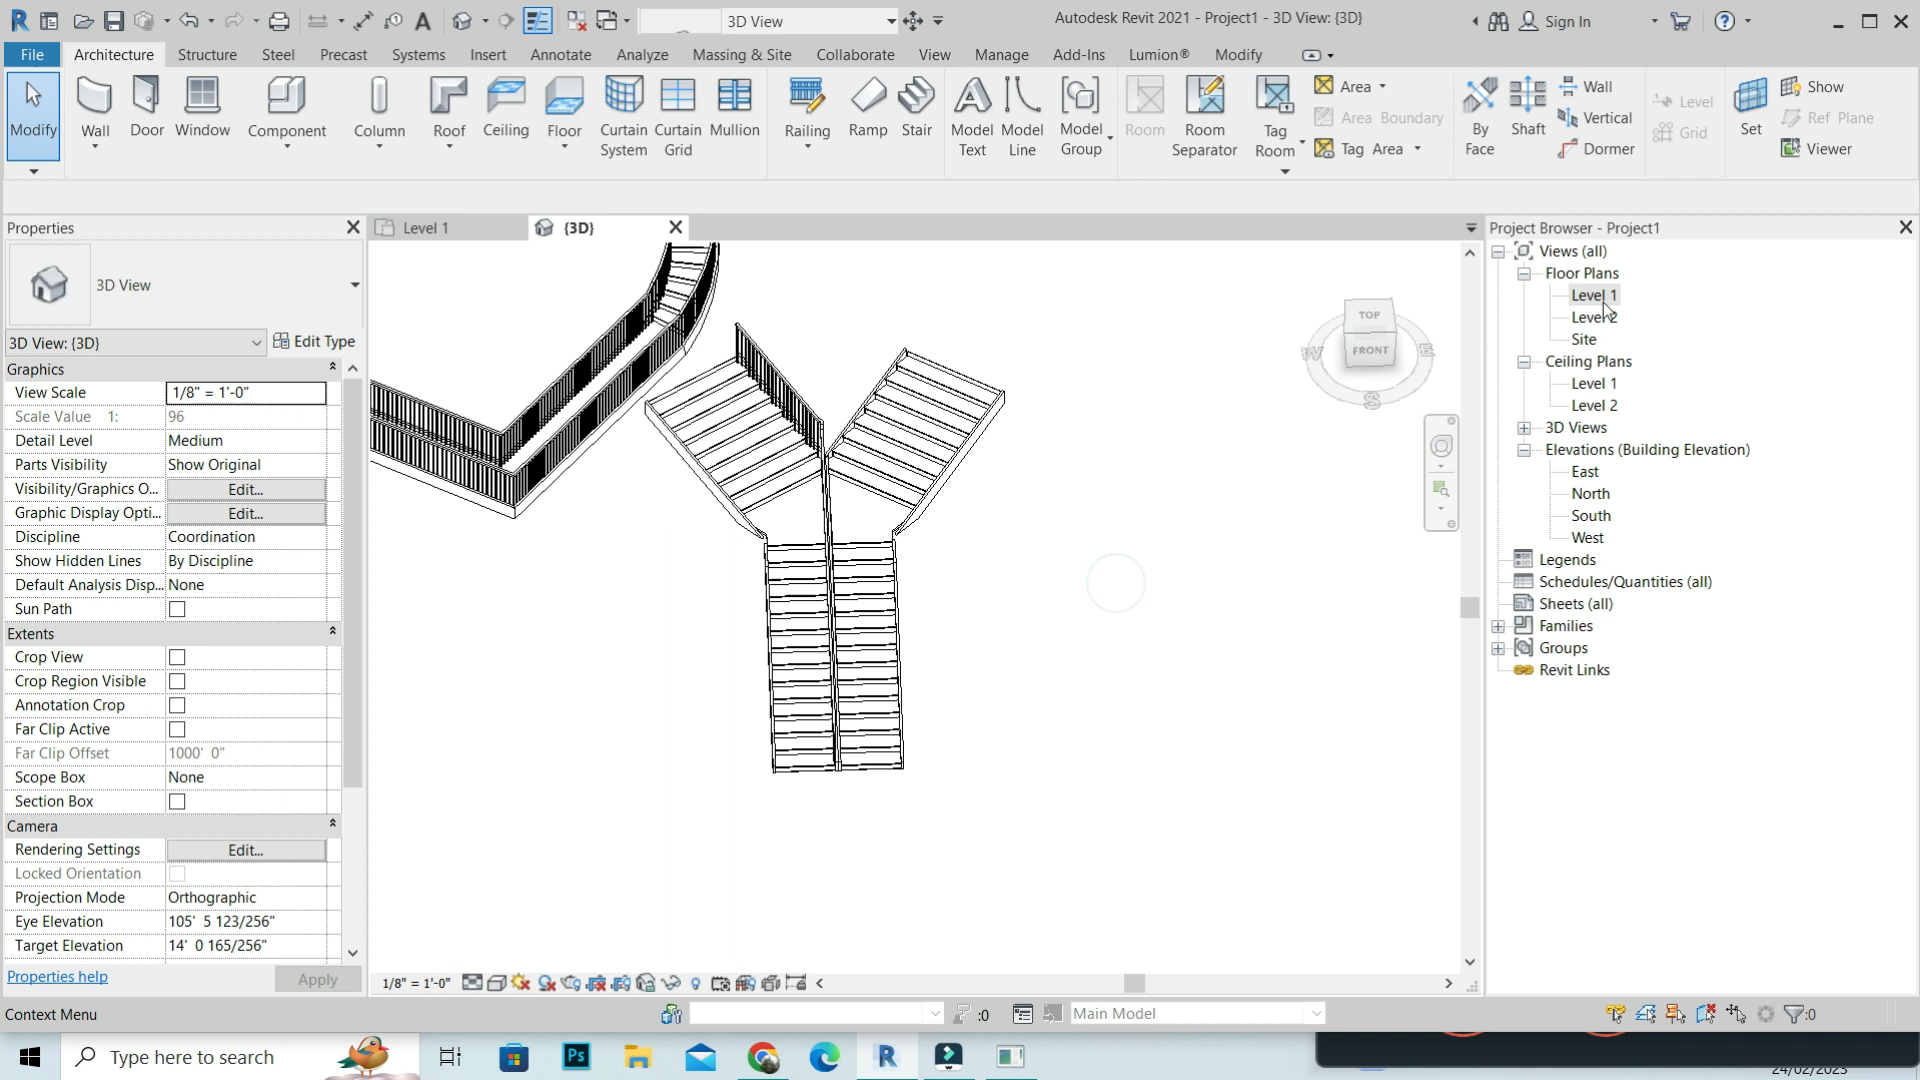 3D View
Autodesk Revit 2021 - Project1 - 3D View: {3D}
Sign In
File
Architecture
Structure
Steel
Precast
Systems
Insert
Annotate
Analyze
Massing & Site
Collaborate
View
Manage
Add-Ins
Lumion®
Modify
Modify
Wall
Door
Window
Component
Column
Roof
Ceiling
Floor
Curtain
System
Curtain
Grid
Mullion
Railing
Ramp
Stair
Model
Text
Model
Line
Model
Group
Room
Room
Separator
Tag
Room
Area
Area Boundary
Tag Area
By
Face
Shaft
Wall
Vertical
Dormer
Level
Grid
Set
Show
Ref Plane
Viewer
Properties
3D View
3D View: {3D}
Edit Type
Graphics
View Scale
1/8" = 1'-0"
Scale Value 1:
96
Detail Level
Medium
Parts Visibility
Show Original
Visibility/Graphics O...
Edit...
Graphic Display Opti...
Edit...
Discipline
Coordination
Show Hidden Lines
By Discipline
Default Analysis Disp...
None
Sun Path
Extents
Crop View
Crop Region Visible
Annotation Crop
Far Clip Active
Far Clip Offset
1000' 0"
Scope Box
None
Section Box
Camera
Rendering Settings
Edit...
Locked Orientation
Projection Mode
Orthographic
Eye Elevation
105' 5 123/256"
Target Elevation
14' 0 165/256"
Properties help
Apply
Level 1
{3D}
TOP
FRONT
W
E
S
1/8" = 1'-0"
Project Browser - Project1
Views (all)
Floor Plans
Level 1
Level 2
Site
Ceiling Plans
Level 1
Level 2
3D Views
Elevations (Building Elevation)
East
North
South
West
Legends
Schedules/Quantities (all)
Sheets (all)
Families
Groups
Revit Links
Context Menu
:0
Main Model
:0
Type here to search
Ps
R
24/02/2023